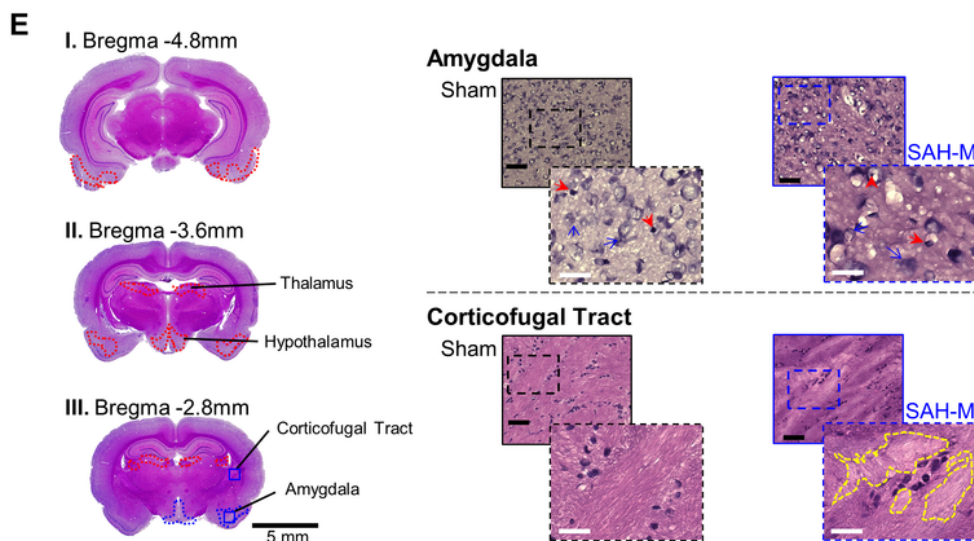 E
I. Bregma -4.8mm
II. Bregma -3.6mm
Thalamus
Hypothalamus
III. Bregma -2.8mm
Corticofugal Tract
Amygdala
5 mm
Amygdala
Sham
SAH-M
Corticofugal Tract
Sham
SAH-M